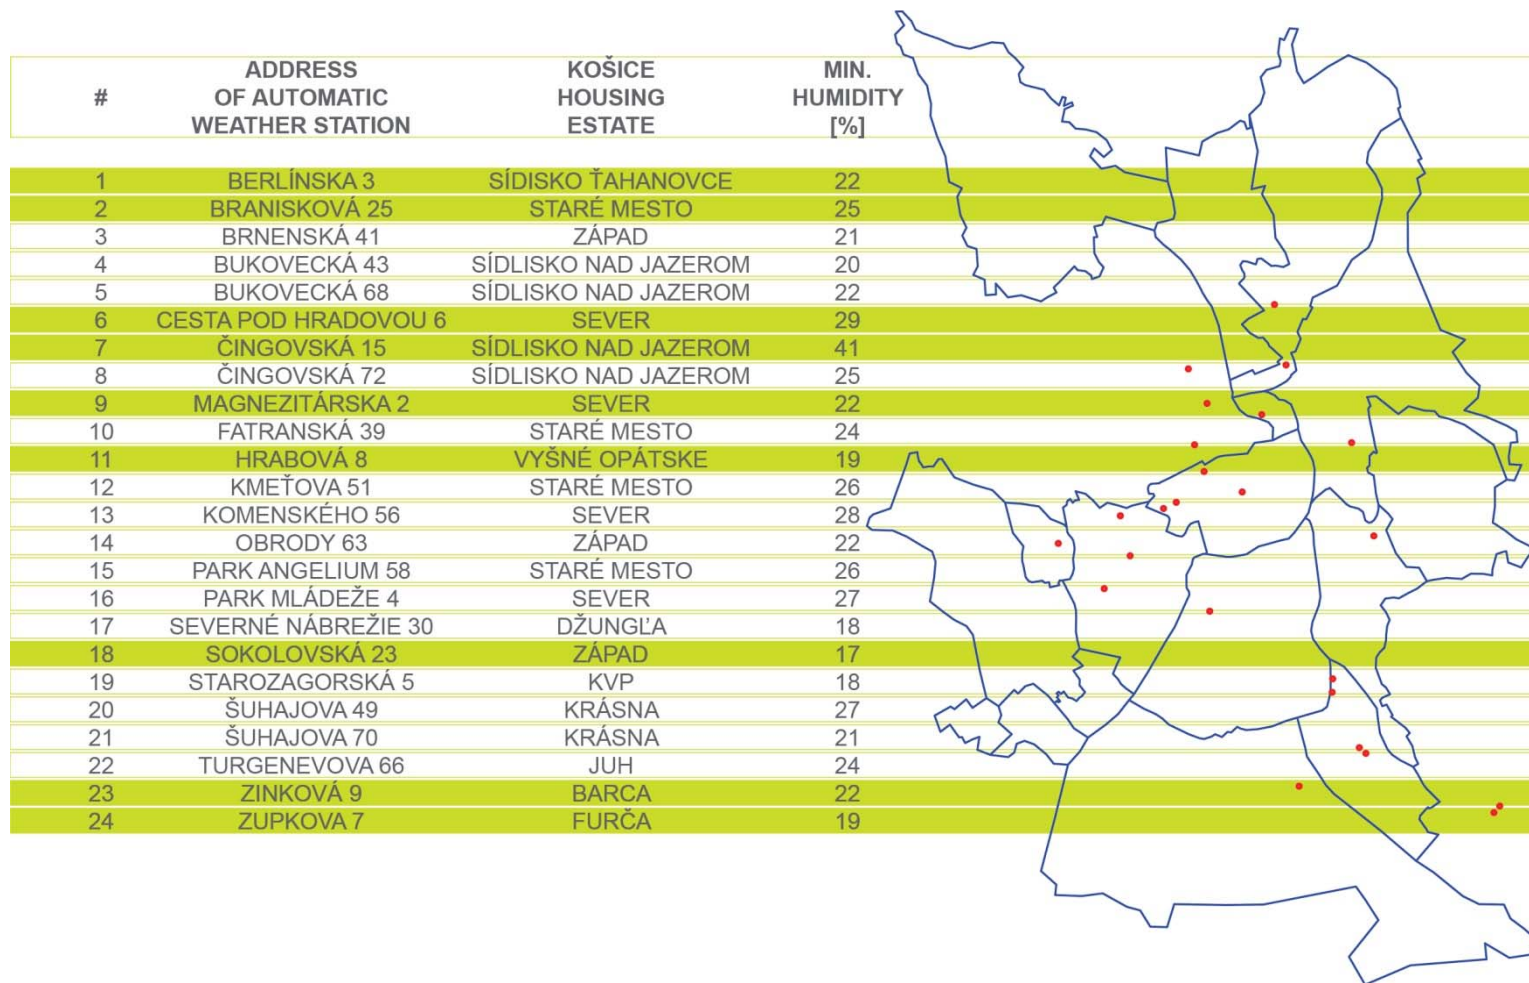 # ADDRESS OF AUTOMATIC WEATHER STATION KOŠICE HOUSING ESTATE MIN. HUMIDITY [%]
1 BERLÍNSKA 3 SÍDISKO ŤAHANOVCE 22
2 BRANISKOVÁ 25 STARÉ MESTO 25
3 BRNENSKÁ 41 ZÁPAD 21
4 BUKOVECKÁ 43 SÍDLISKO NAD JAZEROM 20
5 BUKOVECKÁ 68 SÍDLISKO NAD JAZEROM 22
6 CESTA POD HRADOVOU 6 SEVER 29
7 ČINGOVSKÁ 15 SÍDLISKO NAD JAZEROM 41
8 ČINGOVSKÁ 72 SÍDLISKO NAD JAZEROM 25
9 MAGNEZITÁRSKA 2 SEVER 22
10 FATRANSKÁ 39 STARÉ MESTO 24
11 HRABOVÁ 8 VYŠNÉ OPÁTSKE 19
12 KMEŤOVA 51 STARÉ MESTO 26
13 KOMENSKÉHO 56 SEVER 28
14 OBRODY 63 ZÁPAD 22
15 PARK ANGELIUM 58 STARÉ MESTO 26
16 PARK MLÁDEŽE 4 SEVER 27
17 SEVERNÉ NÁBREŽIE 30 DŽUNGĽA 18
18 SOKOLOVSKÁ 23 ZÁPAD 17
19 STAROZAGORSKÁ 5 KVP 18
20 ŠUHAJOVA 49 KRÁSNA 27
21 ŠUHAJOVA 70 KRÁSNA 21
22 TURGENEVOVA 66 JUH 24
23 ZINKOVÁ 9 BARCA 22
24 ZUPKOVA 7 FURČA 19